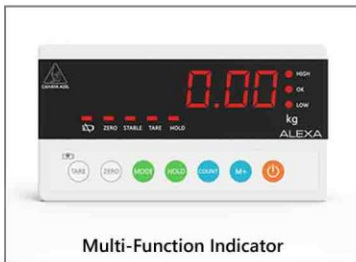 0.00
HIGH
OK
LOW
ZERO STABLE TARE HOLD
kg
ALEXA
TARE ZERO MODE HOLD COUNT M+
Multi-Function Indicator